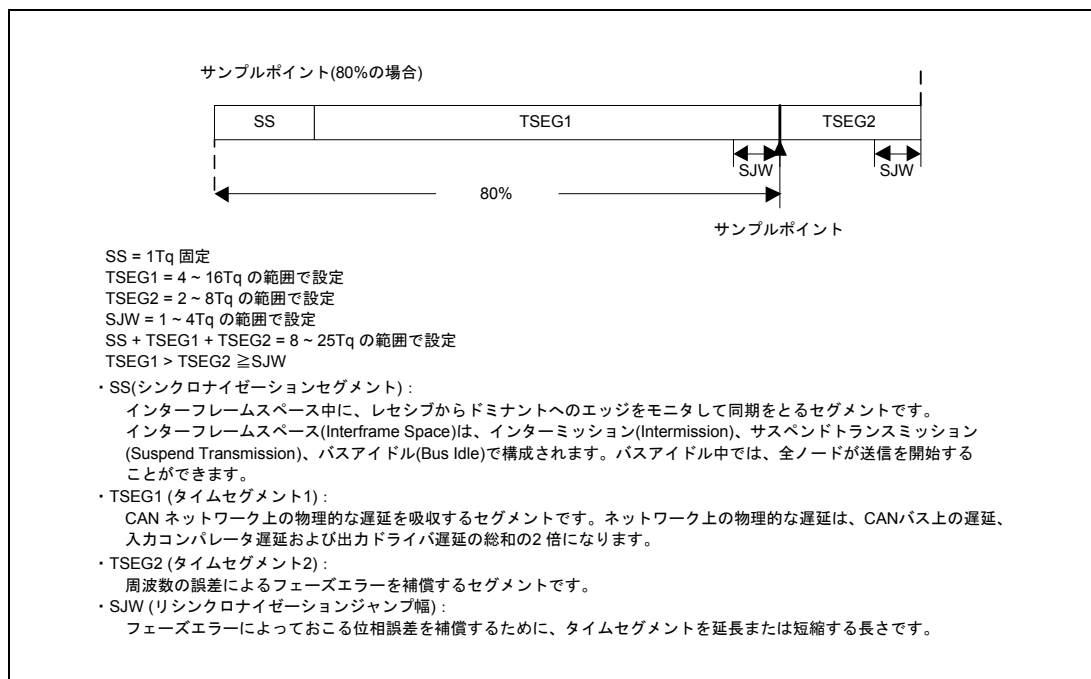 サンプルポイント(80%の場合)
SS
TSEG1
TSEG2
SJW
SJW
80%
サンプルポイント
SS = 1Tq 固定
TSEG1 = 4 ~ 16Tq の範囲で設定
TSEG2 = 2 ~ 8Tq の範囲で設定
SJW = 1 ~ 4Tq の範囲で設定
SS + TSEG1 + TSEG2 = 8 ~ 25Tq の範囲で設定
TSEG1 > TSEG2 ≧SJW
・SS(シンクロナイゼーションセグメント) :
インターフレームスペース中に、レセシブからドミナントへのエッジをモニタして同期をとるセグメントです。
インターフレームスペース(Interframe Space)は、インターミッション(Intermission)、サスペンドトランスミッション
(Suspend Transmission)、バスアイドル(Bus Idle)で構成されます。バスアイドル中では、全ノードが送信を開始する
ことができます。
・TSEG1 (タイムセグメント1) :
CAN ネットワーク上の物理的な遅延を吸収するセグメントです。ネットワーク上の物理的な遅延は、CANバス上の遅延、
入力コンパレータ遅延および出力ドライバ遅延の総和の2 倍になります。
・TSEG2 (タイムセグメント2) :
周波数の誤差によるフェーズエラーを補償するセグメントです。
・SJW (リシンクロナイゼーションジャンプ幅) :
フェーズエラーによっておこる位相誤差を補償するために、タイムセグメントを延長または短縮する長さです。